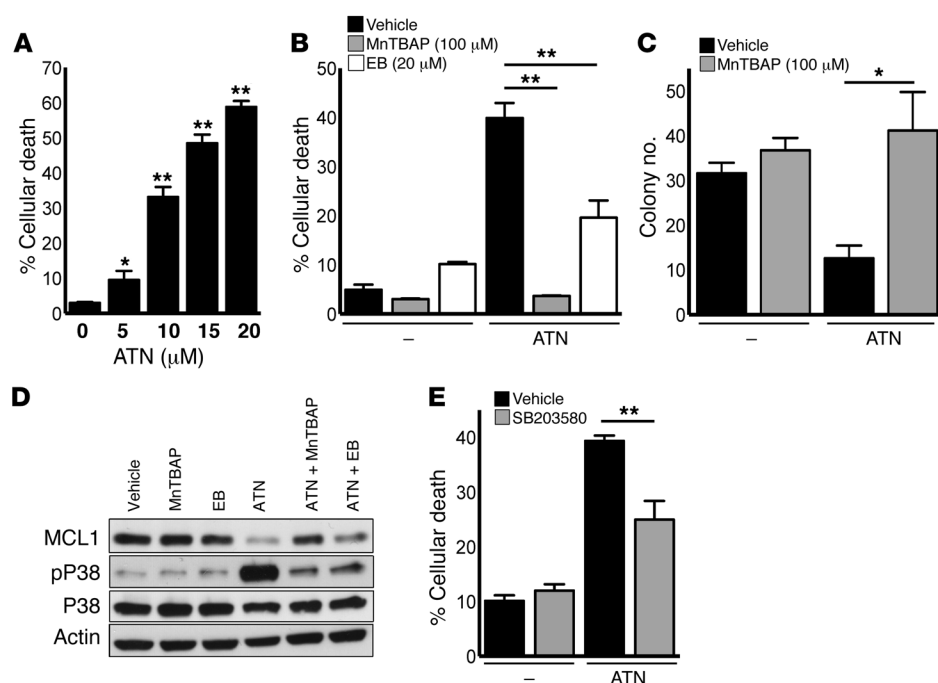 A
% Cellular death
70
60
50
40
30
20
10
0
*
**
**
**
0 5 10 15 20
ATN (μM)
B
Vehicle
MnTBAP (100 μM)
EB (20 μM)
% Cellular death
50
40
30
20
10
0
**
**
– ATN
C
Vehicle
MnTBAP (100 μM)
Colony no.
50
40
30
20
10
0
*
– ATN
D
Vehicle
MnTBAP
EB
ATN
ATN + MnTBAP
ATN + EB
MCL1
pP38
P38
Actin
E
Vehicle
SB203580
% Cellular death
40
30
20
10
0
**
– ATN